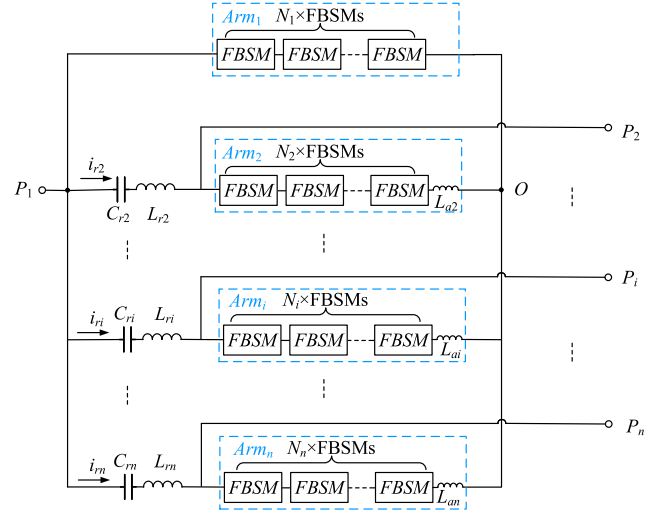 Arm₁ N₁×FBSMs
FBSM FBSM FBSM
P₂
Arm₂ N₂×FBSMs
iᵣ₂
P₁ FBSM FBSM FBSM O
Cᵣ₂ Lᵣ₂ Lₐ₂
Pᵢ
Armᵢ Nᵢ×FBSMs
iᵣᵢ Cᵣᵢ Lᵣᵢ
FBSM FBSM FBSM
Lₐᵢ
Pₙ
Armₙ Nₙ×FBSMs
iᵣₙ Cᵣₙ Lᵣₙ
FBSM FBSM FBSM
Lₐₙ